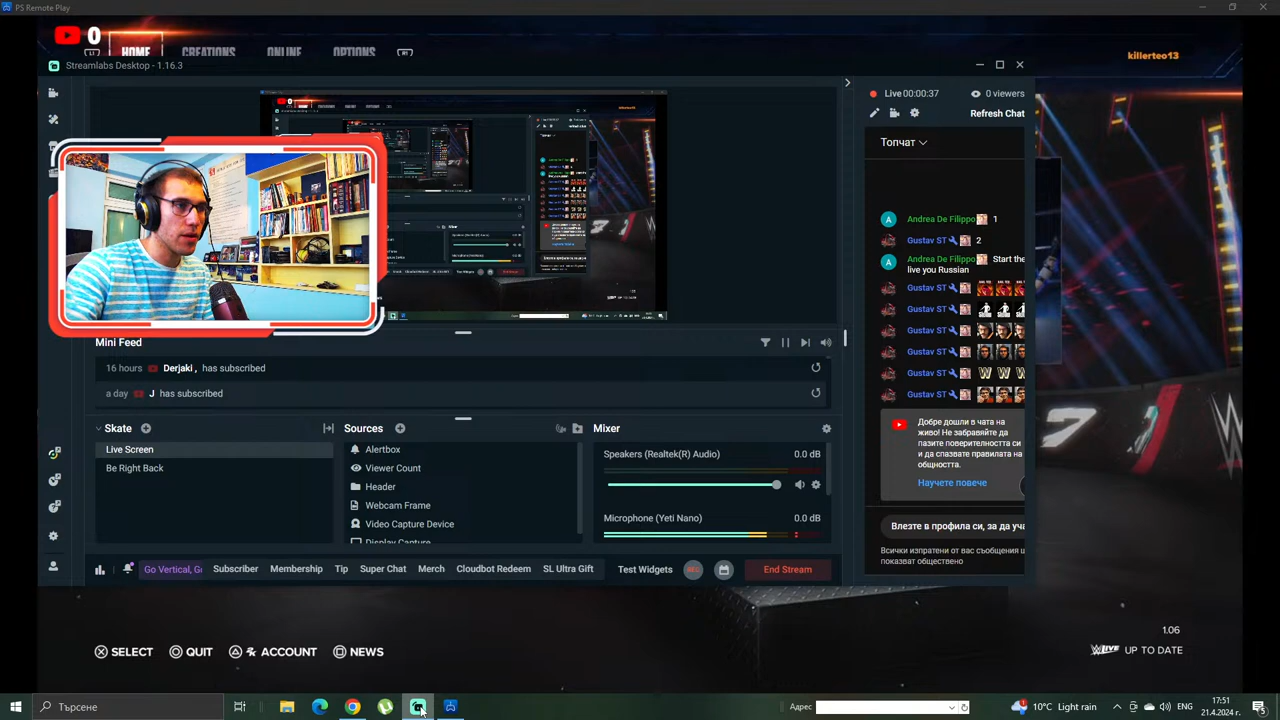 PS Remote Play
0
HOME CREATIONS ONLINE OPTIONS
L1
R1
killerteo13
Streamlabs Desktop - 1.16.3
Live 00:00:37
0 viewers
Refresh Chat
Топчат
Andrea De Filippo 1
Gustav ST 2
Andrea De Filippo Start the
live you Russian
Gustav ST
Gustav ST
Gustav ST
Gustav ST
Gustav ST W W W
Gustav ST
Добре дошли в чата на
живо! Не забравяйте да
пазите поверителността си
и да спазвате правилата на
общността.
Научете повече
Влезте в профила си, за да уча
Всички изпратени от вас съобщения щ
показват обществено
Mini Feed
16 hours Derjaki , has subscribed
a day J has subscribed
Skate
Live Screen
Be Right Back
Sources
Alertbox
Viewer Count
Header
Webcam Frame
Video Capture Device
Display Capture
Mixer
Speakers (Realtek(R) Audio) 0.0 dB
Microphone (Yeti Nano) 0.0 dB
Go Vertical, G
Subscriber
Membership
Tip
Super Chat
Merch
Cloudbot Redeem
SL Ultra Gift
Test Widgets
REC
End Stream
SELECT QUIT ACCOUNT NEWS
1.06
LIVE UP TO DATE
Търсене
Адрес
10°C Light rain
ENG
17:51
21.4.2024 г.
5